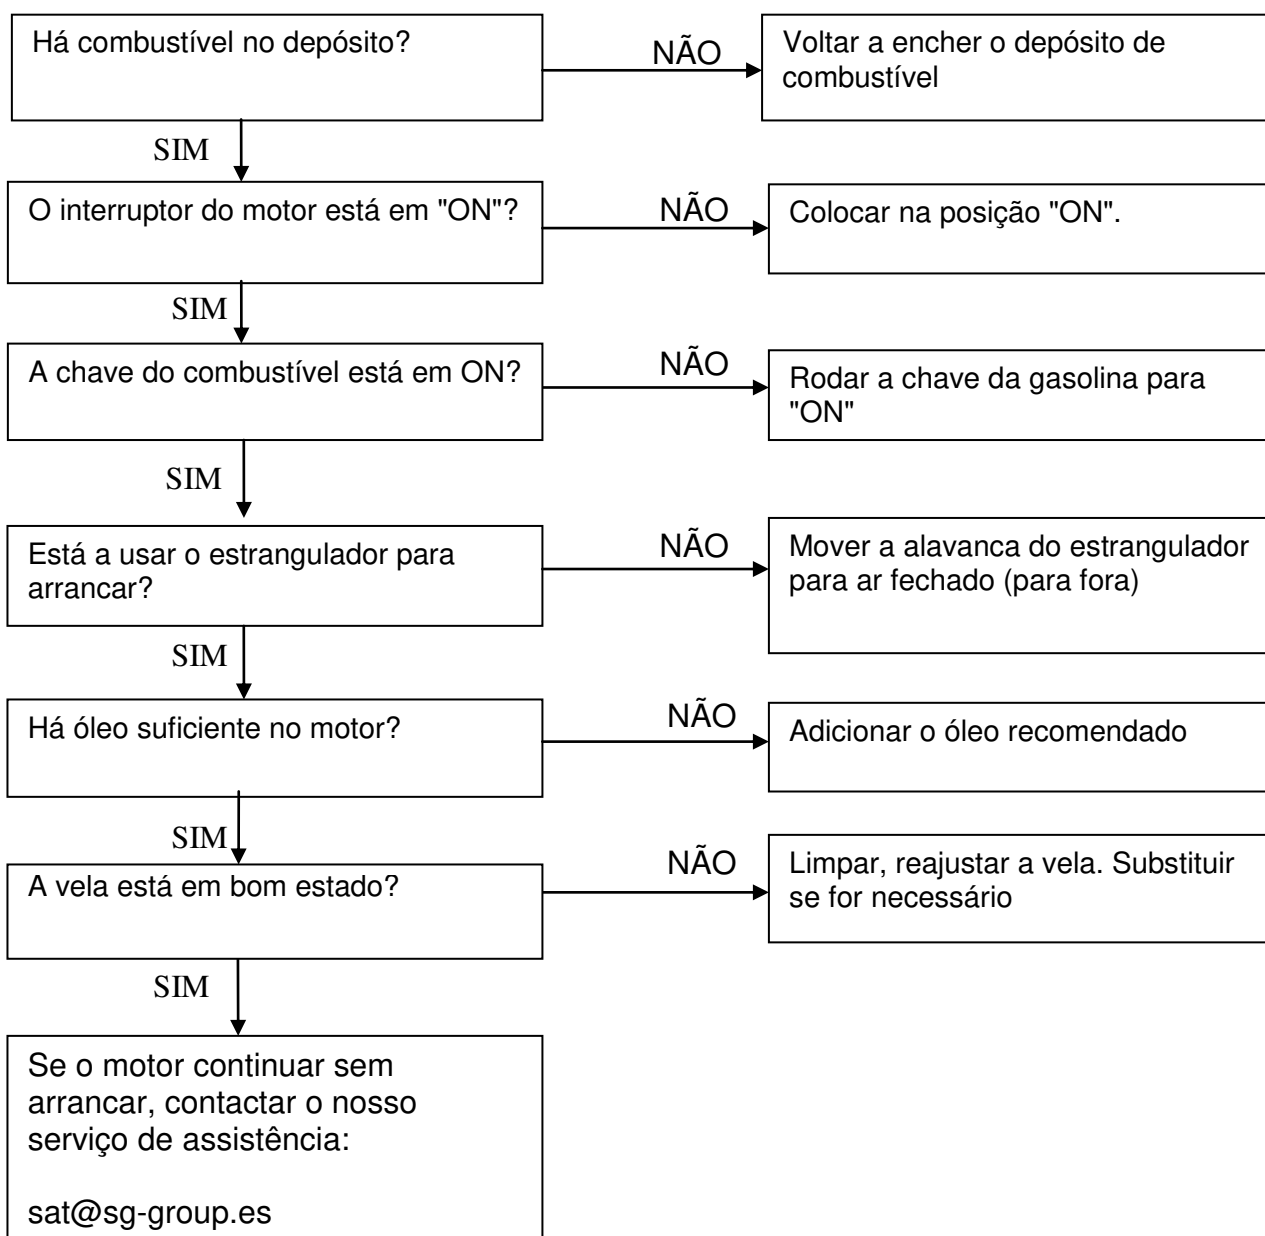 Há combustível no depósito?
NÃO
Voltar a encher o depósito de
combustível
SIM
O interruptor do motor está em "ON"?
NÃO
Colocar na posição "ON".
SIM
A chave do combustível está em ON?
NÃO
Rodar a chave da gasolina para
"ON"
SIM
Está a usar o estrangulador para
arrancar?
NÃO
Mover a alavanca do estrangulador
para ar fechado (para fora)
SIM
Há óleo suficiente no motor?
NÃO
Adicionar o óleo recomendado
SIM
A vela está em bom estado?
NÃO
Limpar, reajustar a vela. Substituir
se for necessário
SIM
Se o motor continuar sem
arrancar, contactar o nosso
serviço de assistência:
sat@sg-group.es